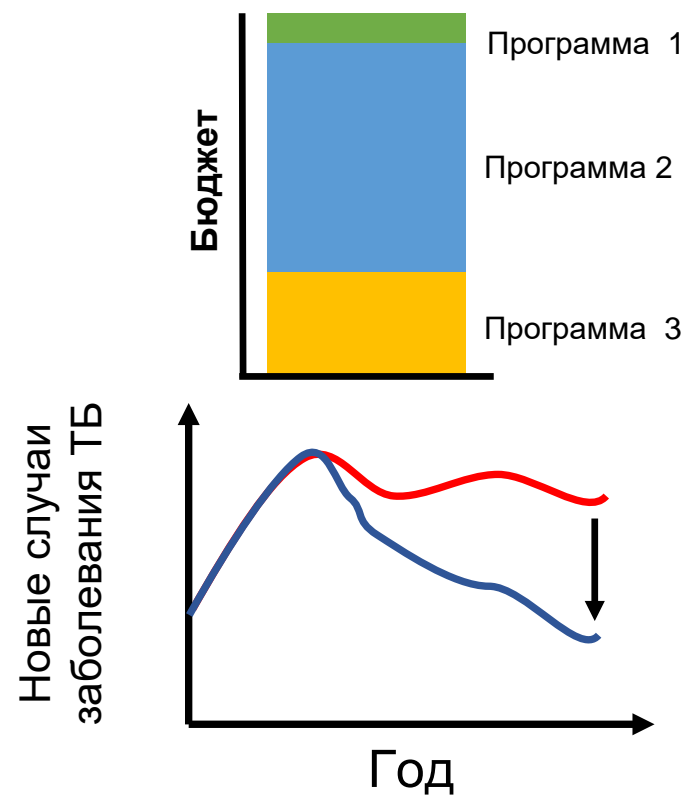 Программа 1
Бюджет
Программа 2
Программа 3
Новые случаи
заболевания ТБ
Год